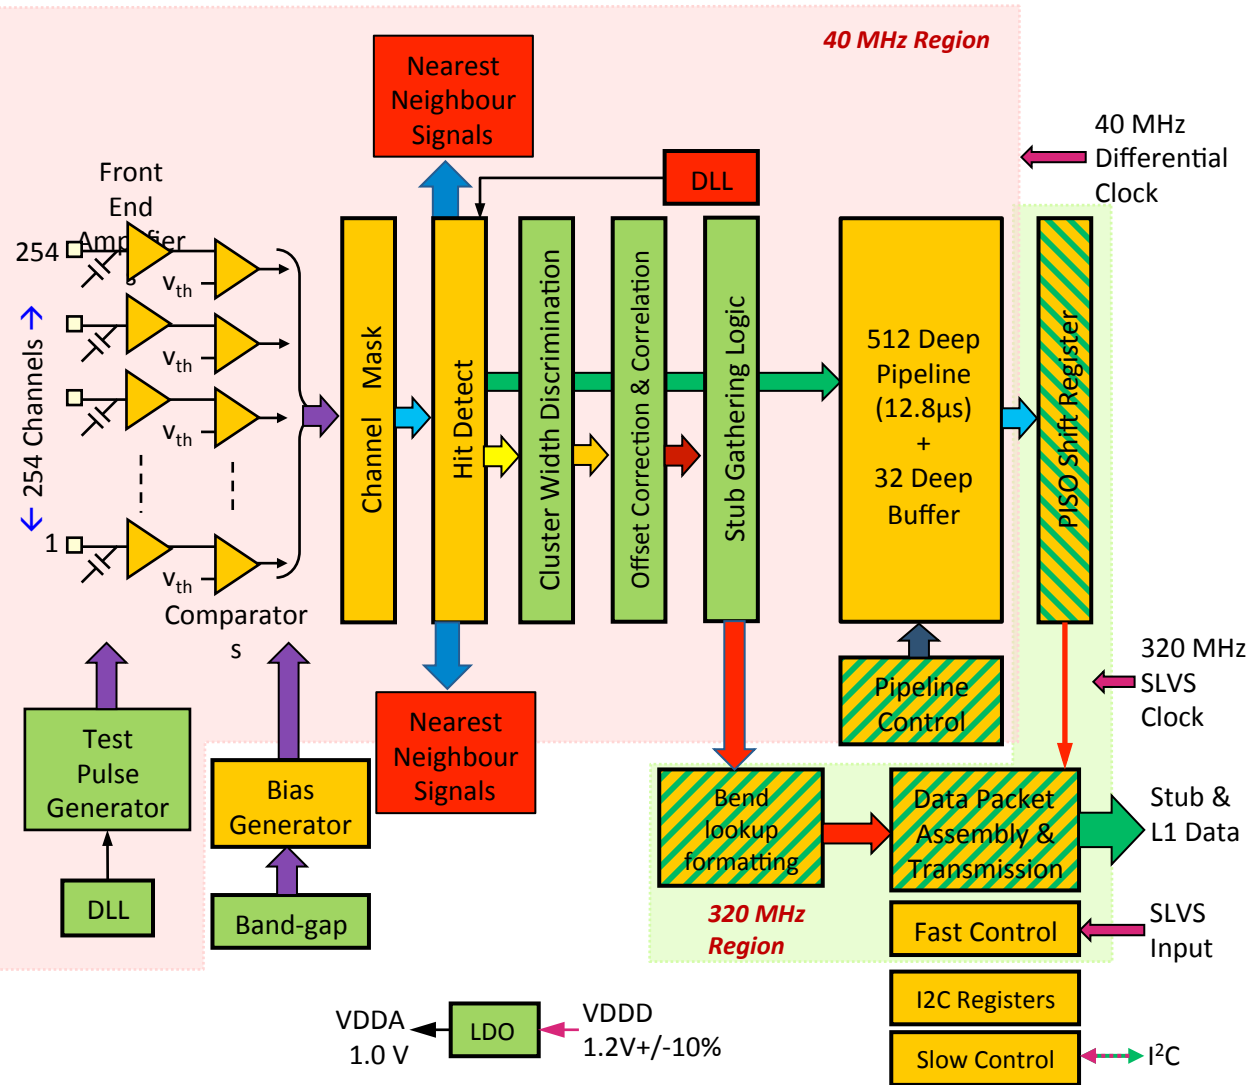 40 MHz Region
Nearest
Neighbour
Signals
40 MHz
Differential
Clock
DLL
Front
End
Amplifier
s
254
1
← 254 Channels →
Vth
Vth
Vth
Vth
Comparator
s
Channel Mask
Hit Detect
Cluster Width Discrimination
Offset Correction & Correlation
Stub Gathering Logic
512 Deep
Pipeline
(12.8µs)
+
32 Deep
Buffer
PISO Shift Register
320 MHz
SLVS
Clock
Pipeline
Control
Nearest
Neighbour
Signals
Test
Pulse
Generator
Bias
Generator
DLL
Band-gap
Bend
lookup
formatting
Data Packet
Assembly &
Transmission
Stub &
L1 Data
320 MHz
Region
Fast Control
SLVS
Input
I2C Registers
Slow Control
I²C
VDDA
1.0 V
LDO
VDDD
1.2V+/-10%